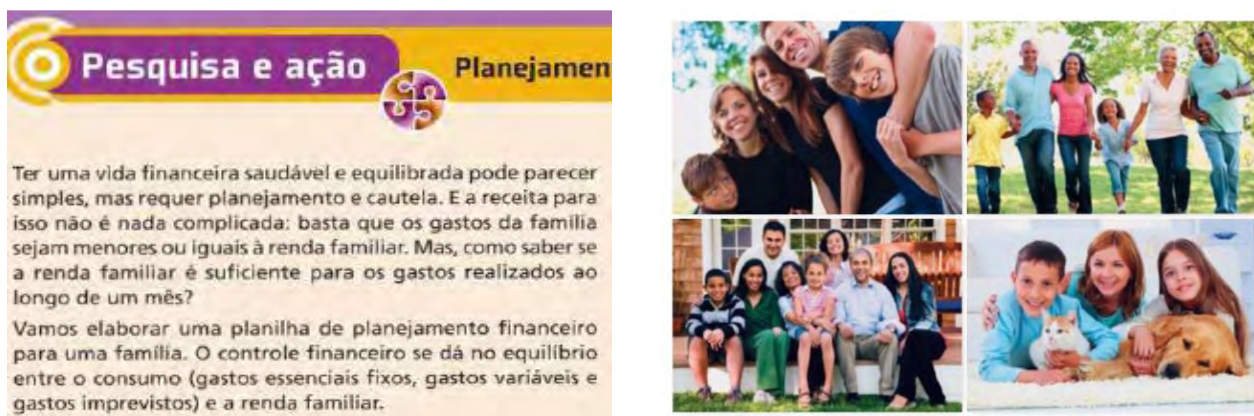 Pesquisa e ação
Planejamen
Ter uma vida financeira saudável e equilibrada pode parecer
simples, mas requer planejamento e cautela. E a receita para
isso não é nada complicada: basta que os gastos da família
sejam menores ou iguais à renda familiar. Mas, como saber se
a renda familiar é suficiente para os gastos realizados ao
longo de um mês?
Vamos elaborar uma planilha de planejamento financeiro
para uma família. O controle financeiro se dá no equilíbrio
entre o consumo (gastos essenciais fixos, gastos variáveis e
gastos imprevistos) e a renda familiar.